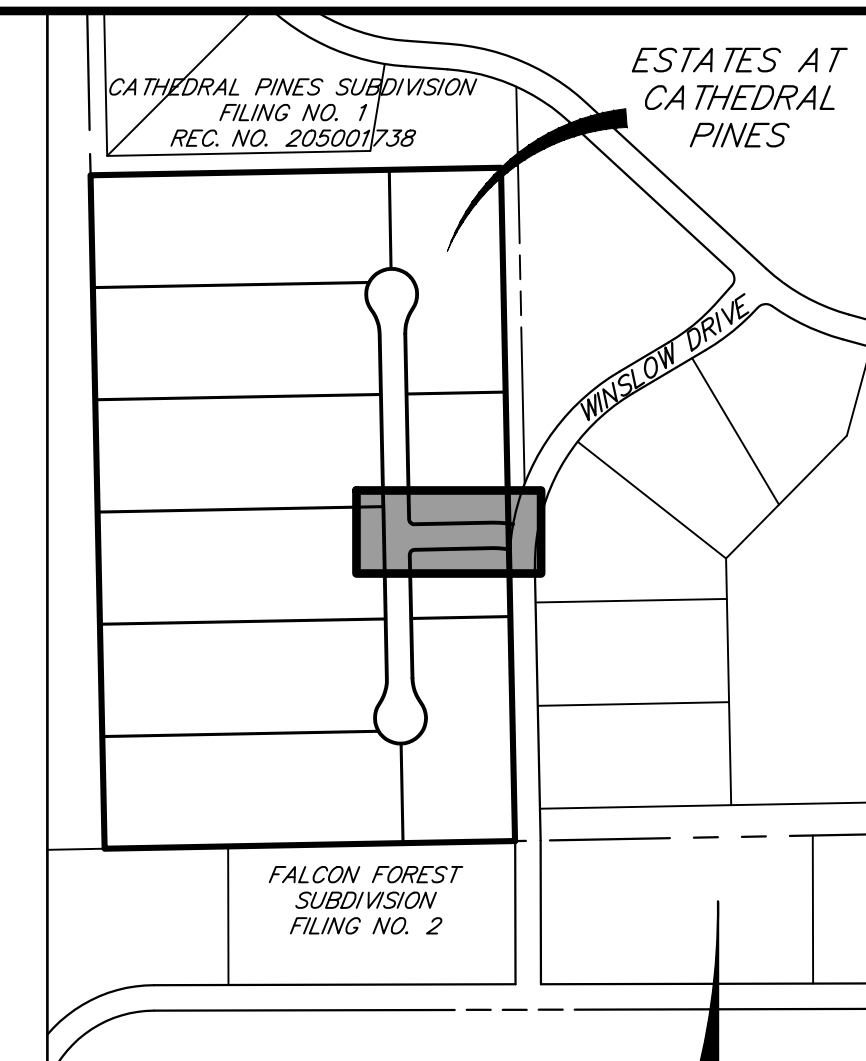 ESTATES AT
CATHEDRAL
PINES
CATHEDRAL PINES SUBDIVISION
FILING NO. 1
REC. NO. 205001738
WINSLOW DRIVE
FALCON FOREST
SUBDIVISION
FILING NO. 2